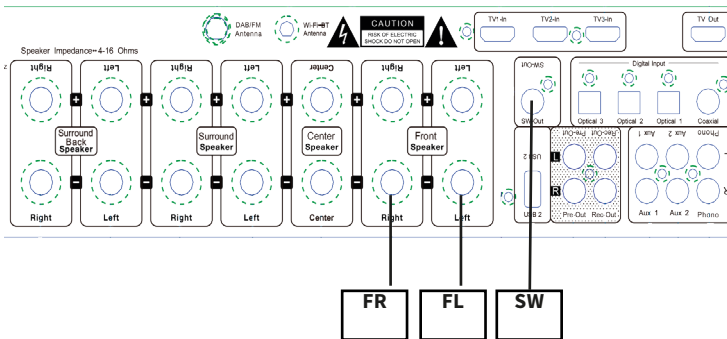 DAB/FM
Antenna
Wi-Fi-BT
Antenna
CAUTION
RISK OF ELECTRIC
SHOCK DO NOT OPEN
TV1-In
TV2-In
TV3-In
TV Out
Speaker Impedance--4-16 Ohms
Right
Left
Right
Left
Center
Right
Left
SW-Out
Digital Input
+
+
+
+
SW-Out
Optical 3
Optical 2
Optical 1
Coaxial
Surround
Back
Speaker
Surround
Speaker
Center
Speaker
Front
Speaker
USB 2
Pre-Out
Rec Out
Aux 1
Aux 2
Phono
L
−
−
−
−
R
Right
Left
Right
Left
Center
Right
Left
USB 2
Pre-Out
Rec Out
Aux 1
Aux 2
Phono
FR
FL
SW